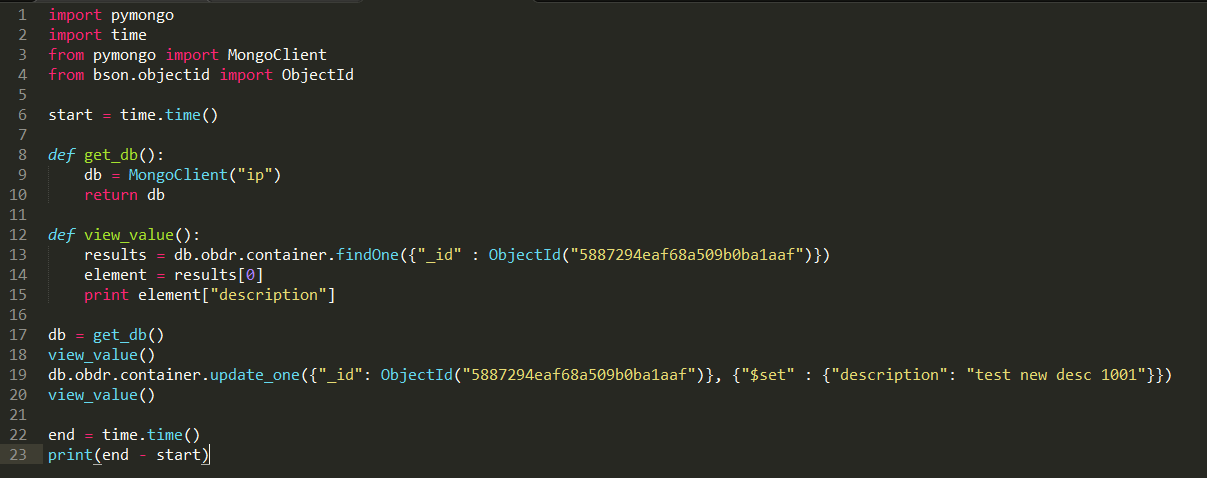 1 import pymongo
2 import time
3 from pymongo import MongoClient
4 from bson.objectid import ObjectId
5
6 start = time.time()
7
8 def get_db():
9     db = MongoClient("ip")
10     return db
11
12 def view_value():
13     results = db.obdr.container.findOne({"_id" : ObjectId("5887294eaf68a509b0ba1aaf")})
14     element = results[0]
15     print element["description"]
16
17 db = get_db()
18 view_value()
19 db.obdr.container.update_one({"_id": ObjectId("5887294eaf68a509b0ba1aaf")}, {"$set" : {"description": "test new desc 1001"}})
20 view_value()
21
22 end = time.time()
23 print(end - start)